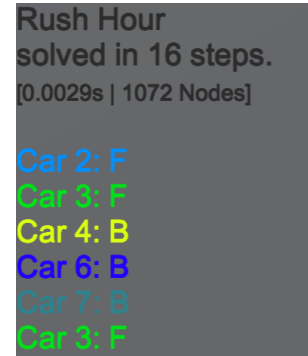 Rush Hour
solved in 16 steps.
[0.0029s | 1072 Nodes]
Car 2: F
Car 3: F
Car 4: B
Car 6: B
Car 7: B
Car 3: F